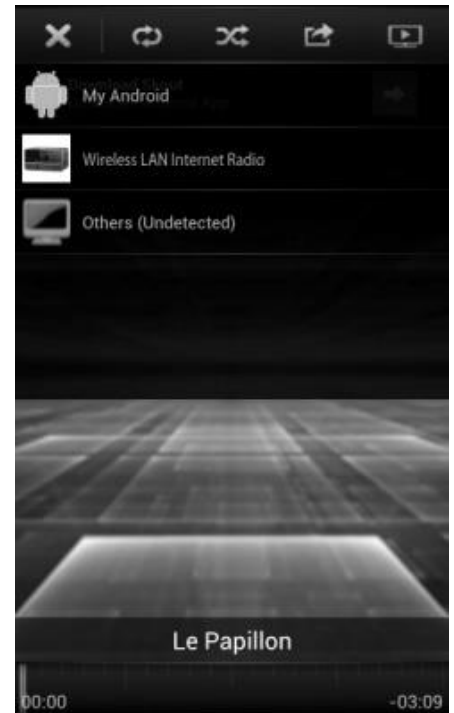 My Android
Wireless LAN Internet Radio
Others (Undetected)
Le Papillon
00:00
-03:09